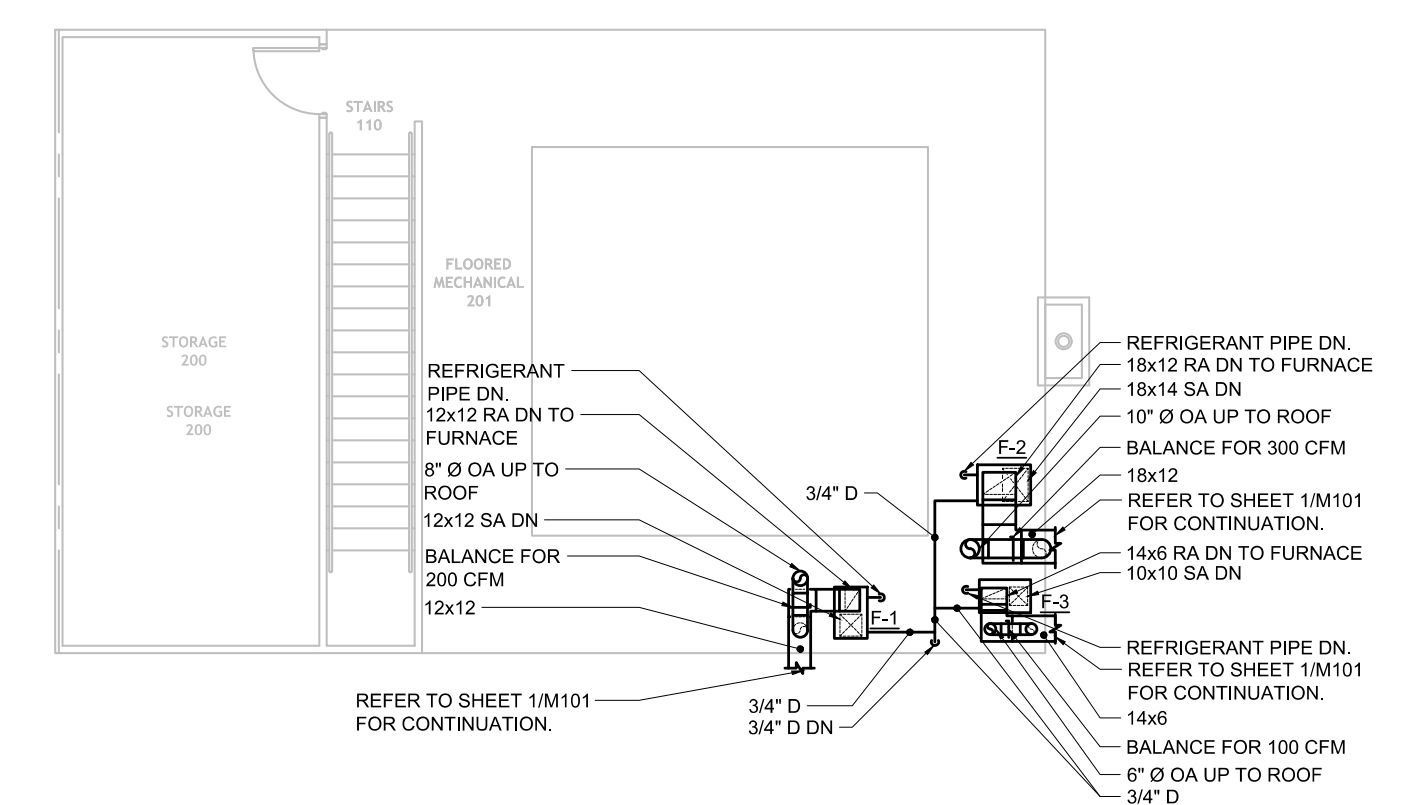 STAIRS
110
FLOORED
MECHANICAL
201
STORAGE
200
STORAGE
200
REFRIGERANT
PIPE DN.
12x12 RA DN TO
FURNACE
8" Ø OA UP TO
ROOF
12x12 SA DN
BALANCE FOR
200 CFM
12x12
REFER TO SHEET 1/M101
FOR CONTINUATION.
F-1
3/4" D
3/4" D
3/4" D DN
F-2
F-3
REFRIGERANT PIPE DN.
18x12 RA DN TO FURNACE
18x14 SA DN
10" Ø OA UP TO ROOF
BALANCE FOR 300 CFM
18x12
REFER TO SHEET 1/M101
FOR CONTINUATION.
14x6 RA DN TO FURNACE
10x10 SA DN
REFRIGERANT PIPE DN.
REFER TO SHEET 1/M101
FOR CONTINUATION.
14x6
BALANCE FOR 100 CFM
6" Ø OA UP TO ROOF
3/4" D